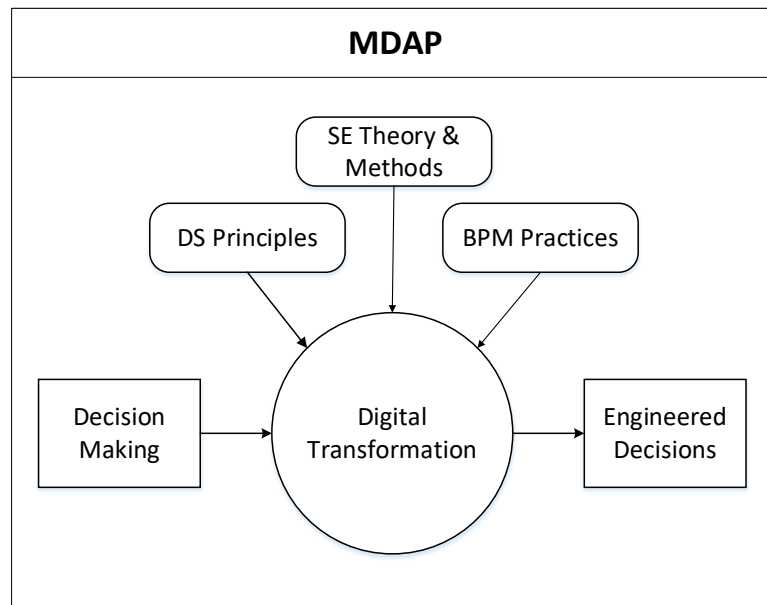 MDAP
SE Theory &
Methods
DS Principles
BPM Practices
Decision
Making
Digital
Transformation
Engineered
Decisions